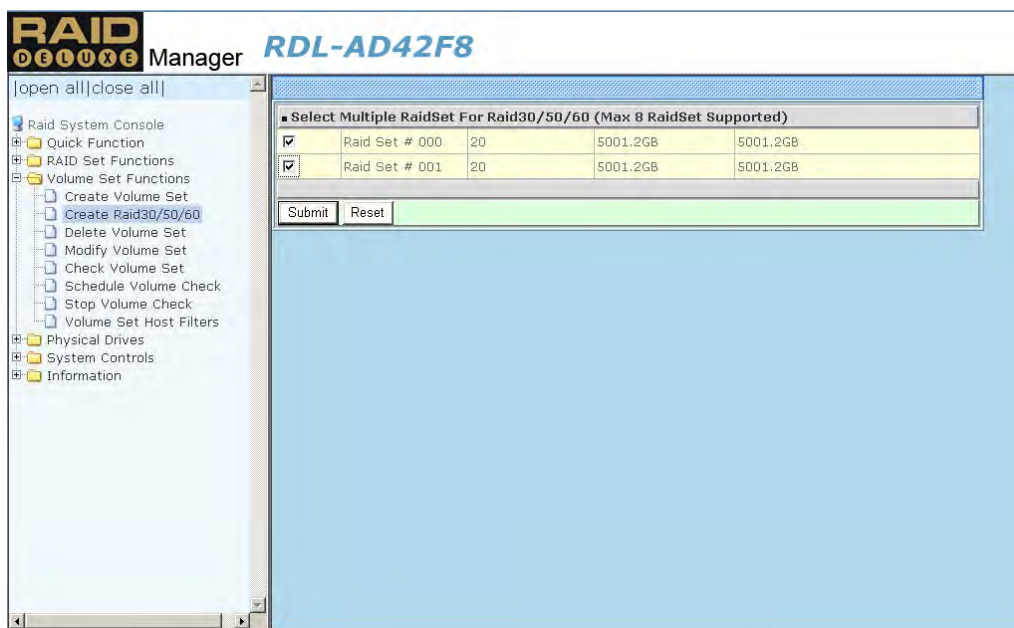 RAID
DELUXE Manager RDL-AD42F8
|open all|close all|
Raid System Console
Quick Function
RAID Set Functions
Volume Set Functions
Create Volume Set
Create Raid30/50/60
Delete Volume Set
Modify Volume Set
Check Volume Set
Schedule Volume Check
Stop Volume Check
Volume Set Host Filters
Physical Drives
System Controls
Information
Select Multiple RaidSet For Raid30/50/60 (Max 8 RaidSet Supported)
Raid Set # 000 20 5001.2GB 5001.2GB
Raid Set # 001 20 5001.2GB 5001.2GB
Submit Reset